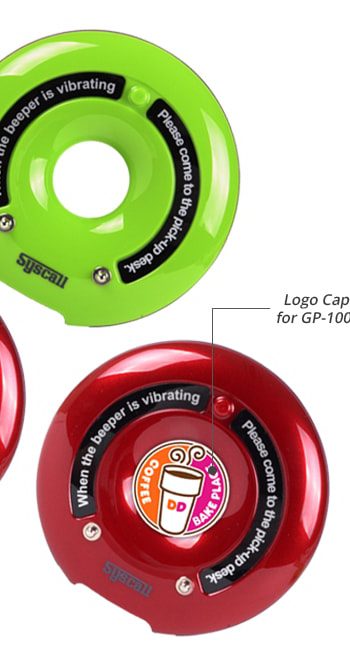 the beeper is vibrating
Please come to the pick-up desk.
Syscall
Logo Cap
for GP-100
When the beeper is vibrating
Please come to the pick-up desk.
COFFEE
DD
BAKE PLA
Syscall